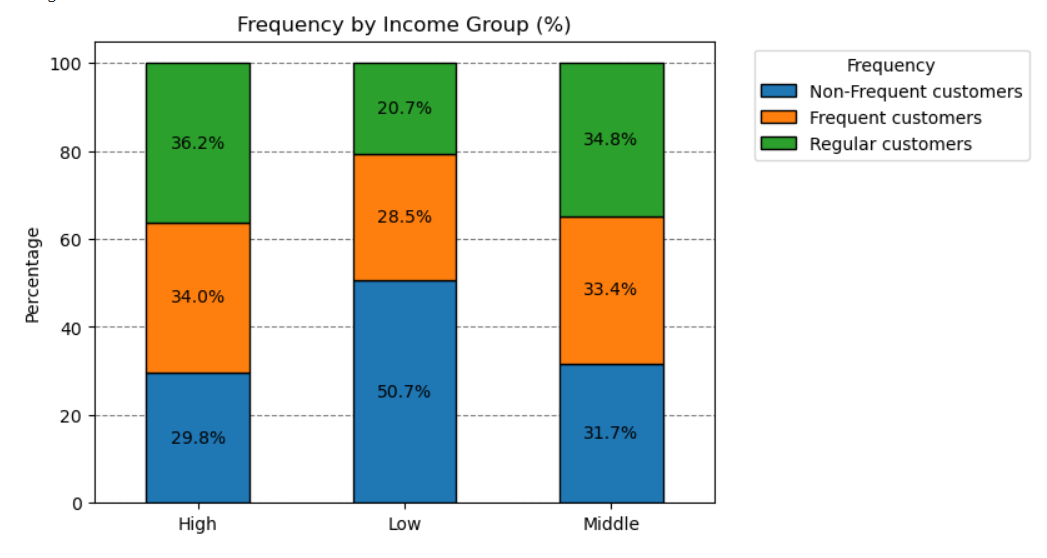 Frequency by Income Group (%)
Percentage
100
80
60
40
20
0
36.2%
34.0%
29.8%
20.7%
28.5%
50.7%
34.8%
33.4%
31.7%
High
Low
Middle
Frequency
Non-Frequent customers
Frequent customers
Regular customers